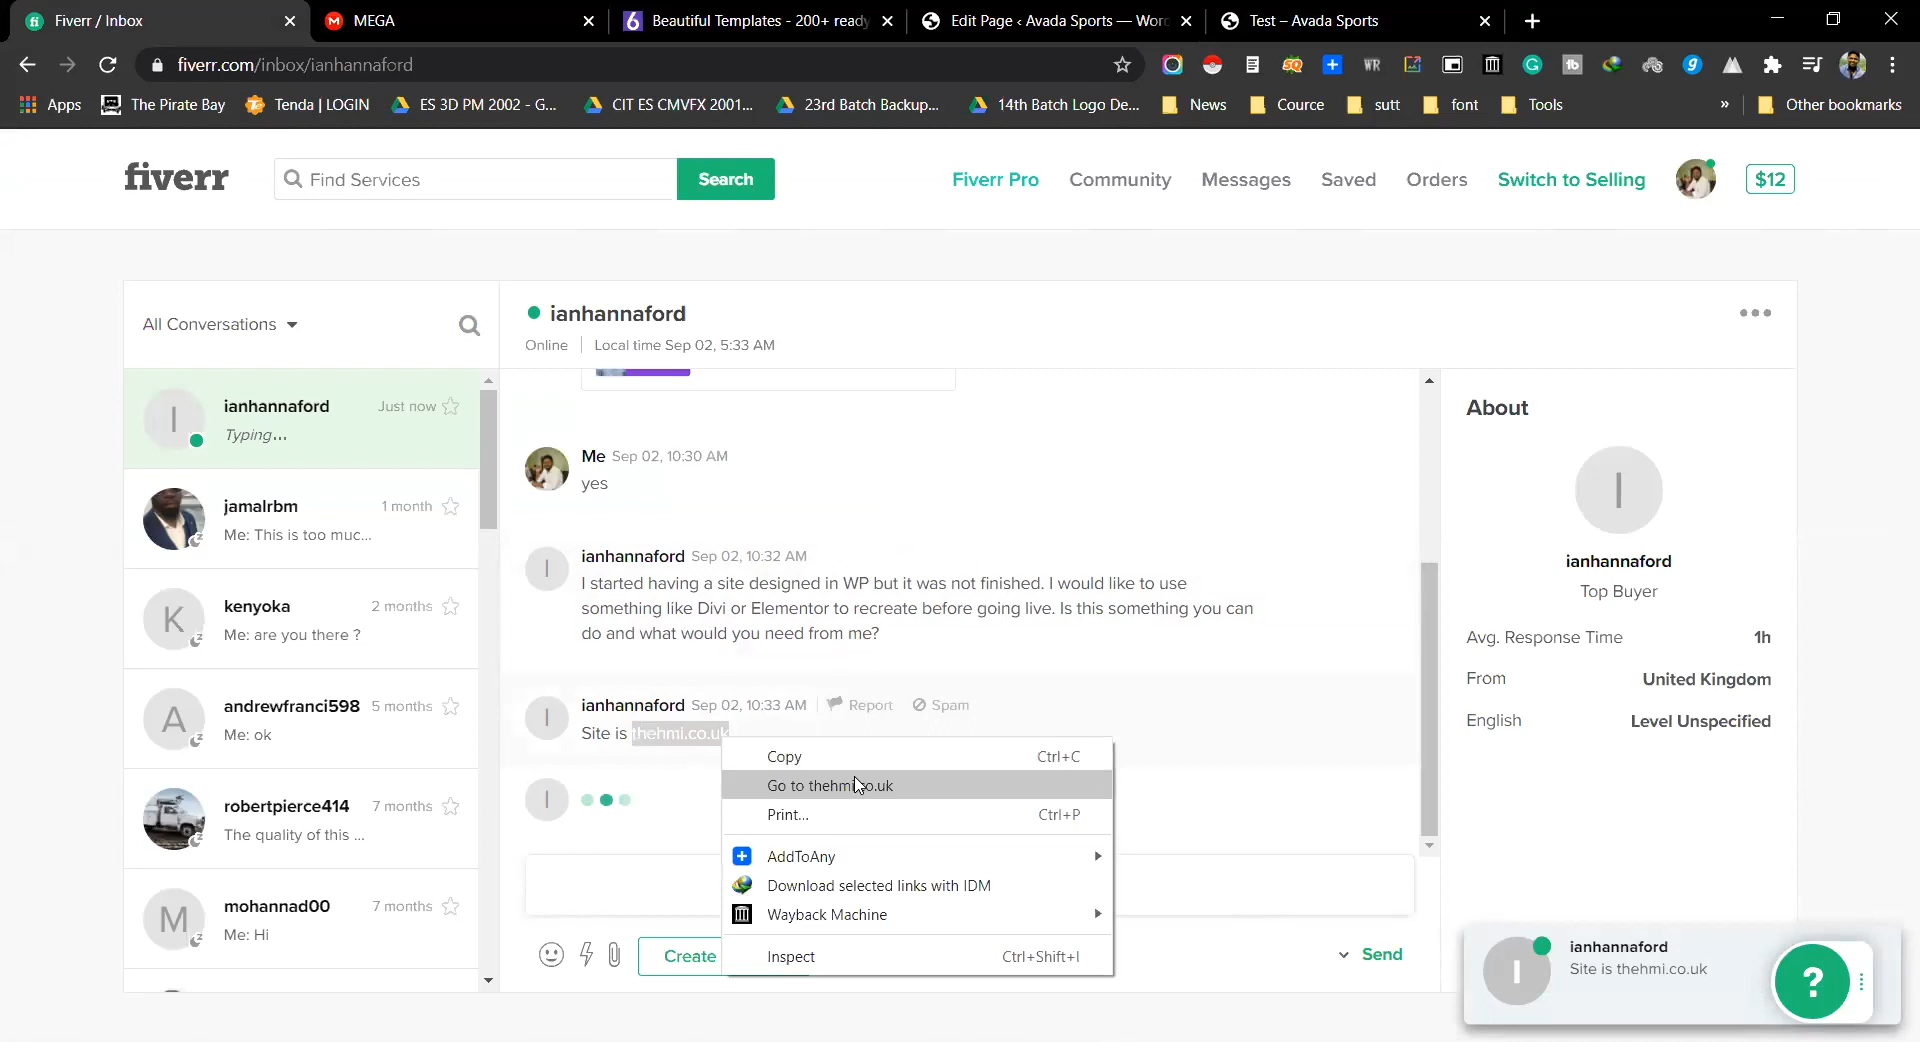 Fiverr / Inbox
MEGA
Beautiful Templates - 200+ ready
Edit Page ‹ Avada Sports — Word
Test – Avada Sports
fiverr.com/inbox/ianhannaford
Apps
The Pirate Bay
Tenda | LOGIN
ES 3D PM 2002 - G...
CIT ES CMVFX 2001...
23rd Batch Backup...
14th Batch Logo De...
News
Cource
sutt
font
Tools
»
Other bookmarks
fiverr
Find Services
Search
Fiverr Pro
Community
Messages
Saved
Orders
Switch to Selling
$12
All Conversations
ianhannaford
Just now
Typing...
jamalrbm
1 month
Me: This is too muc...
kenyoka
2 months
Me: are you there ?
andrewfranci598
5 months
Me: ok
robertpierce414
7 months
The quality of this ...
mohannad00
7 months
Me: Hi
ianhannaford
Online
Local time Sep 02, 5:33 AM
Me Sep 02, 10:30 AM
yes
ianhannaford Sep 02, 10:32 AM
I started having a site designed in WP but it was not finished. I would like to use
something like Divi or Elementor to recreate before going live. Is this something you can
do and what would you need from me?
ianhannaford Sep 02, 10:33 AM
Report
Spam
Site is thehmi.co.uk
Copy Ctrl+C
Go to thehmi.co.uk
Print... Ctrl+P
AddToAny
Download selected links with IDM
Wayback Machine
Inspect Ctrl+Shift+I
Create
Send
About
I
ianhannaford
Top Buyer
Avg. Response Time 1h
From United Kingdom
English Level Unspecified
ianhannaford
Site is thehmi.co.uk
?